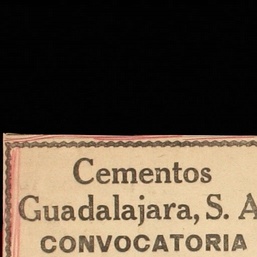 Cementos
Guadalajara, S. A
CONVOCATORIA